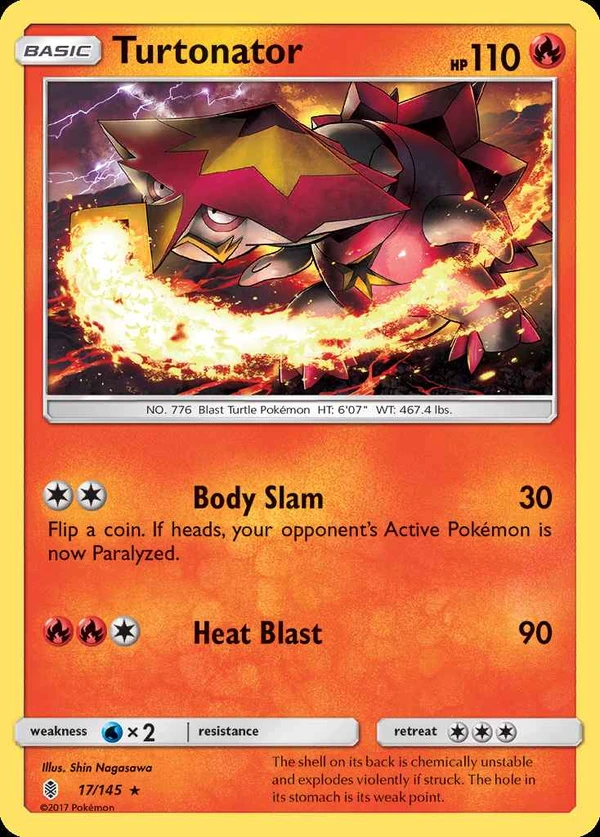 BASIC Turtonator HP 110
NO. 776 Blast Turtle Pokémon HT: 6'07" WT: 467.4 lbs.
Body Slam 30
Flip a coin. If heads, your opponent's Active Pokémon is
now Paralyzed.
Heat Blast 90
weakness ×2 resistance retreat
Illus. Shin Nagasawa
17/145 ★
©2017 Pokémon
The shell on its back is chemically unstable
and explodes violently if struck. The hole in
its stomach is its weak point.